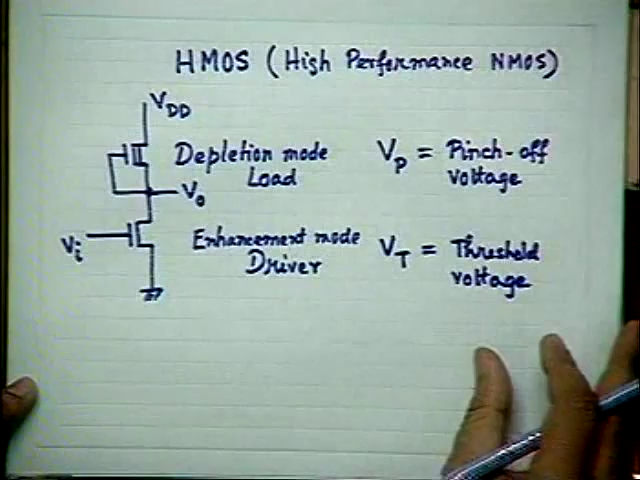 HMOS (High Performance NMOS)
VDD
Depletion mode
Load
Vp = Pinch-off
voltage
Vo
Vi
Enhancement mode
Driver
VT = Threshold
voltage